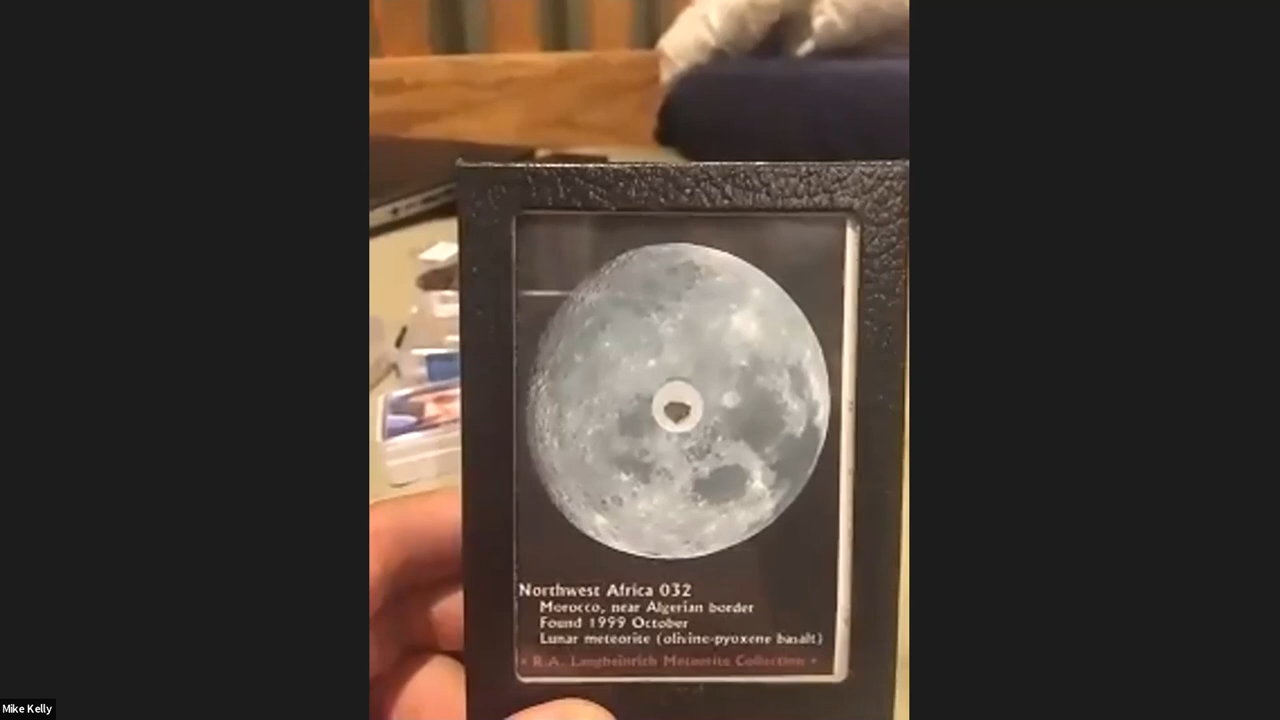 Northwest Africa 032
Morocco, near Algerian border
Found 1999 October
Lunar meteorite (olivine-pyoxene basalt)
• R.A. Langheinrich Meteorite Collection •
Mike Kelly